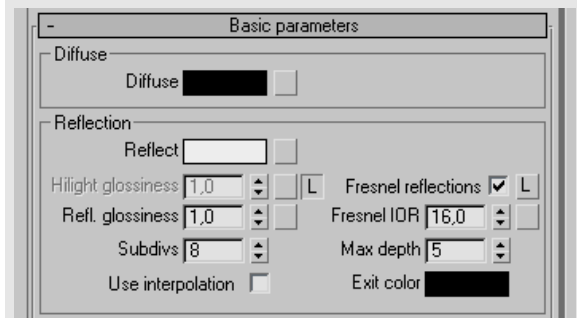 - Basic parameters
Diffuse
Diffuse
Reflection
Reflect
Hilight glossiness 1,0 L Fresnel reflections L
Refl. glossiness 1,0 Fresnel IOR 16,0
Subdivs 8 Max depth 5
Use interpolation Exit color